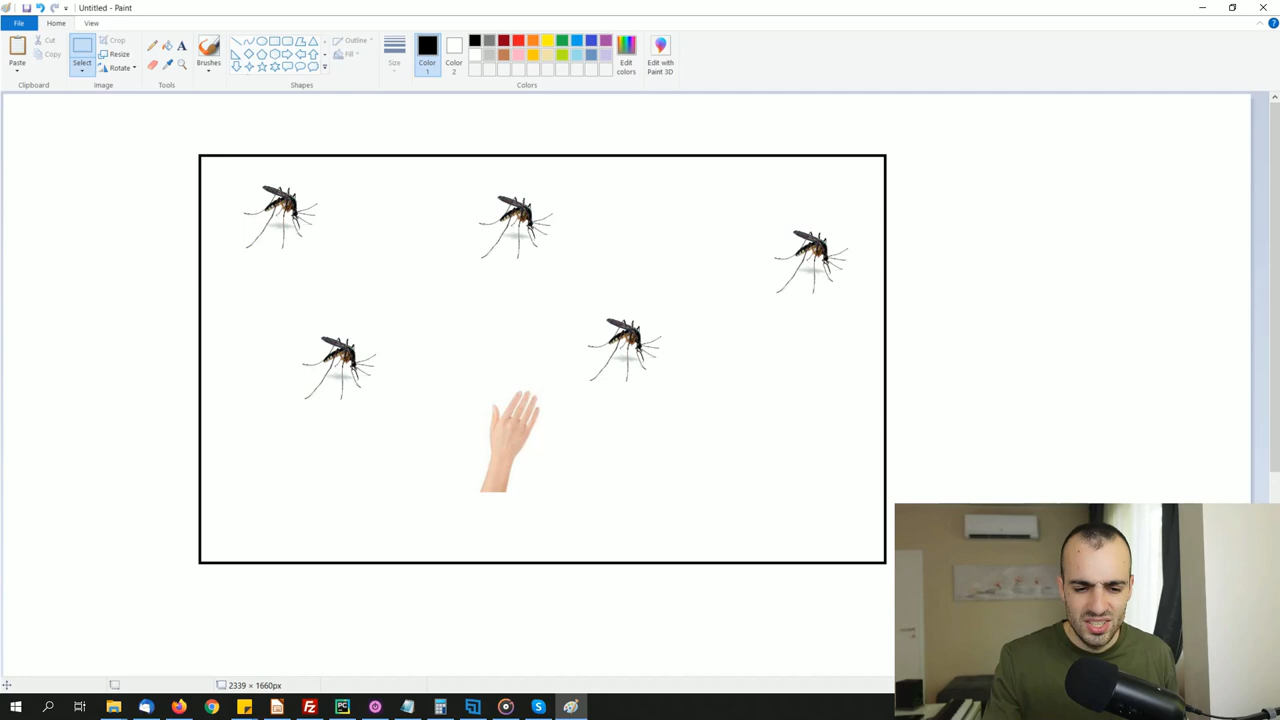 Untitled - Paint
File
Home
View
Paste
Cut
Copy
Clipboard
Select
Crop
Resize
Rotate
Image
Tools
Brushes
Outline
Fill
Shapes
Size
Color
1
Color
2
Edit
colors
Colors
Edit with
Paint 3D
2339 × 1660px